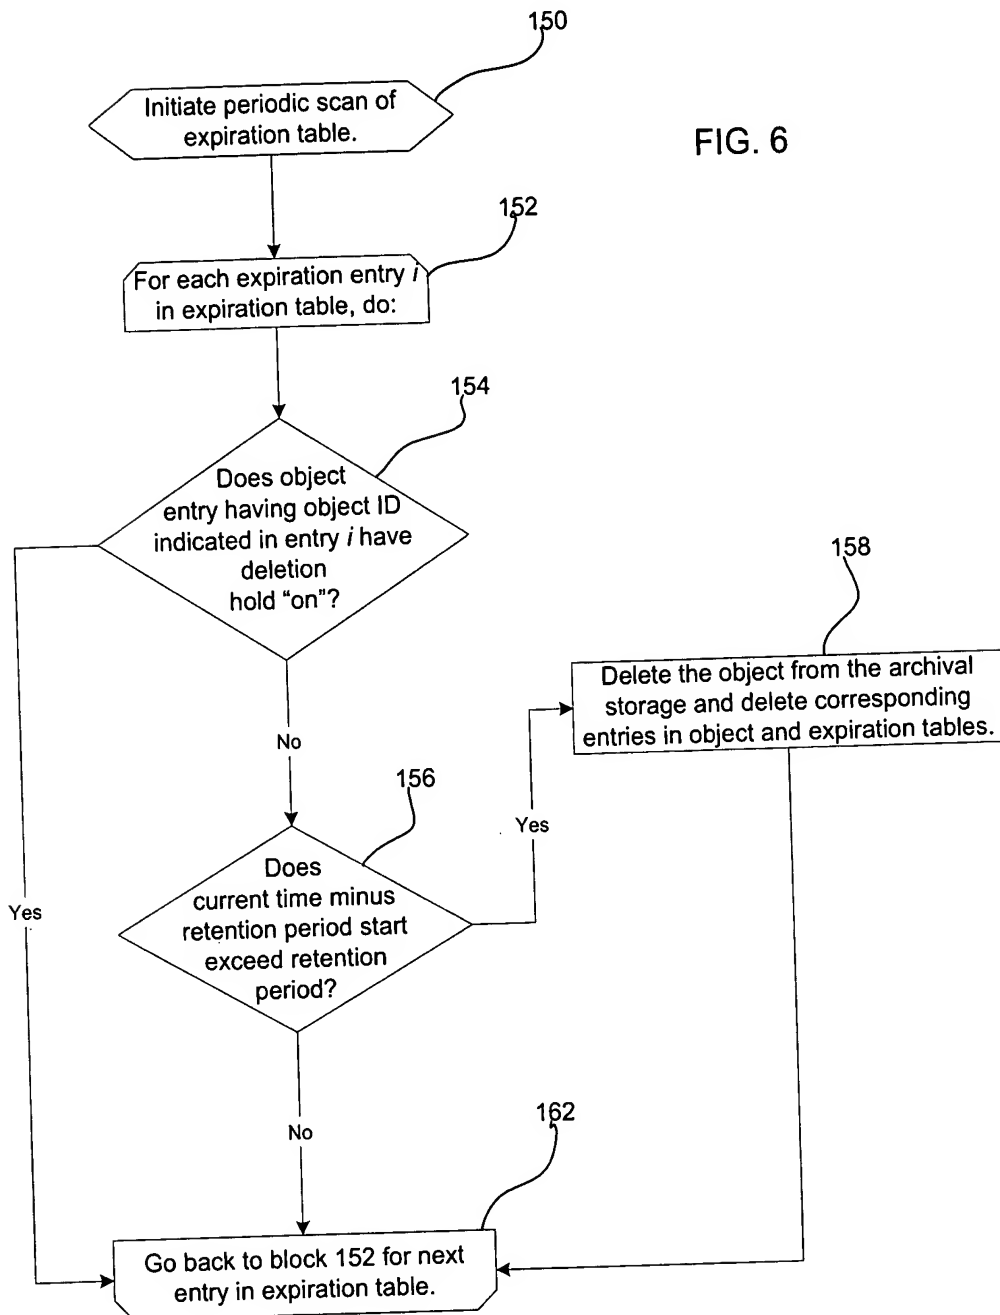 150
Initiate periodic scan of
expiration table.
FIG. 6
152
For each expiration entry i
in expiration table, do:
154
Does object
entry having object ID
indicated in entry i have
deletion
hold “on”?
158
Delete the object from the archival
storage and delete corresponding
entries in object and expiration tables.
No
156
Yes
Does
current time minus
retention period start
exceed retention
period?
Yes
No
162
Go back to block 152 for next
entry in expiration table.